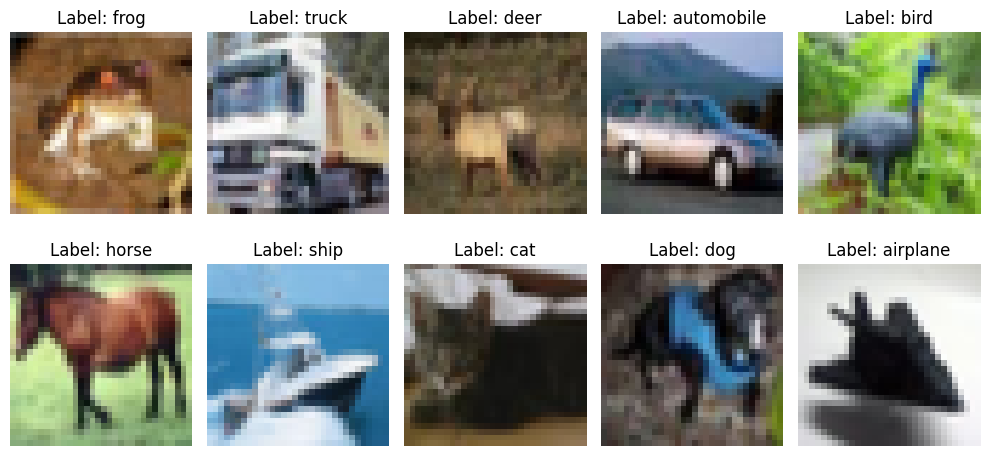 Label: frog
Label: truck
Label: deer
Label: automobile
Label: bird
Label: horse
Label: ship
Label: cat
Label: dog
Label: airplane